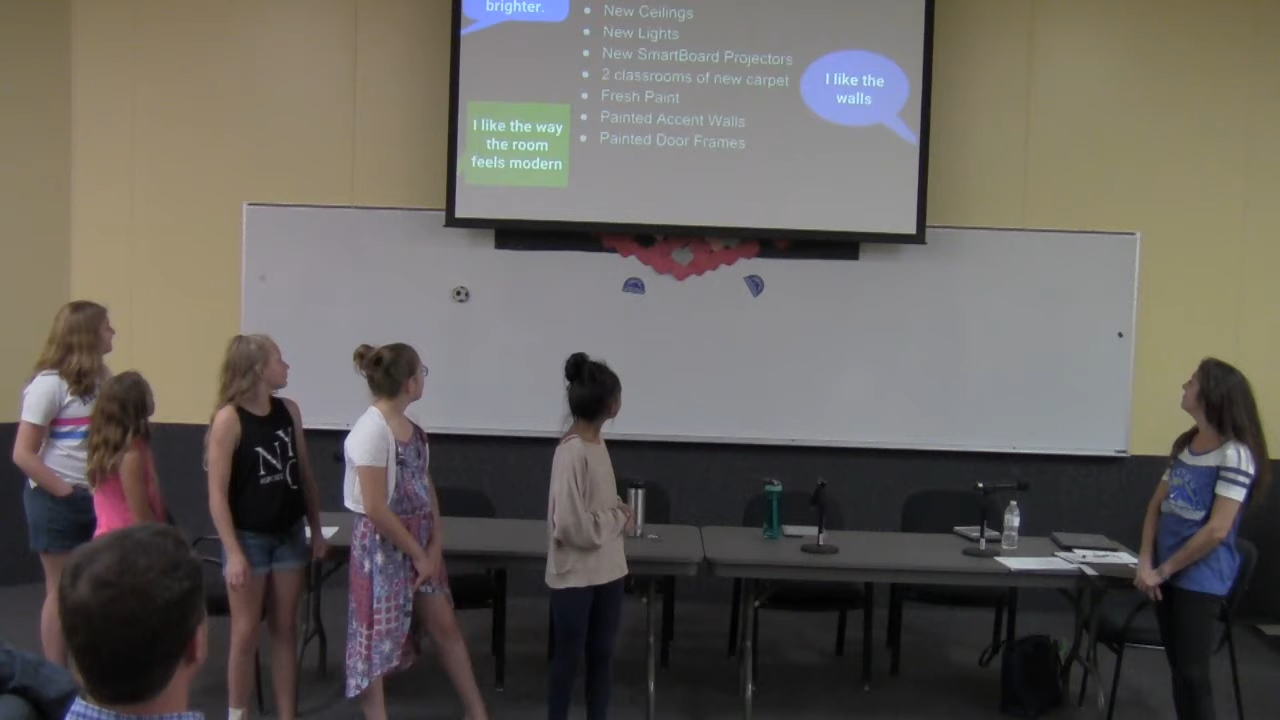 brighter.
New Ceilings
New Lights
New SmartBoard Projectors
2 classrooms of new carpet
Fresh Paint
Painted Accent Walls
Painted Door Frames
I like the
walls
I like the way
the room
feels modern
NY
C